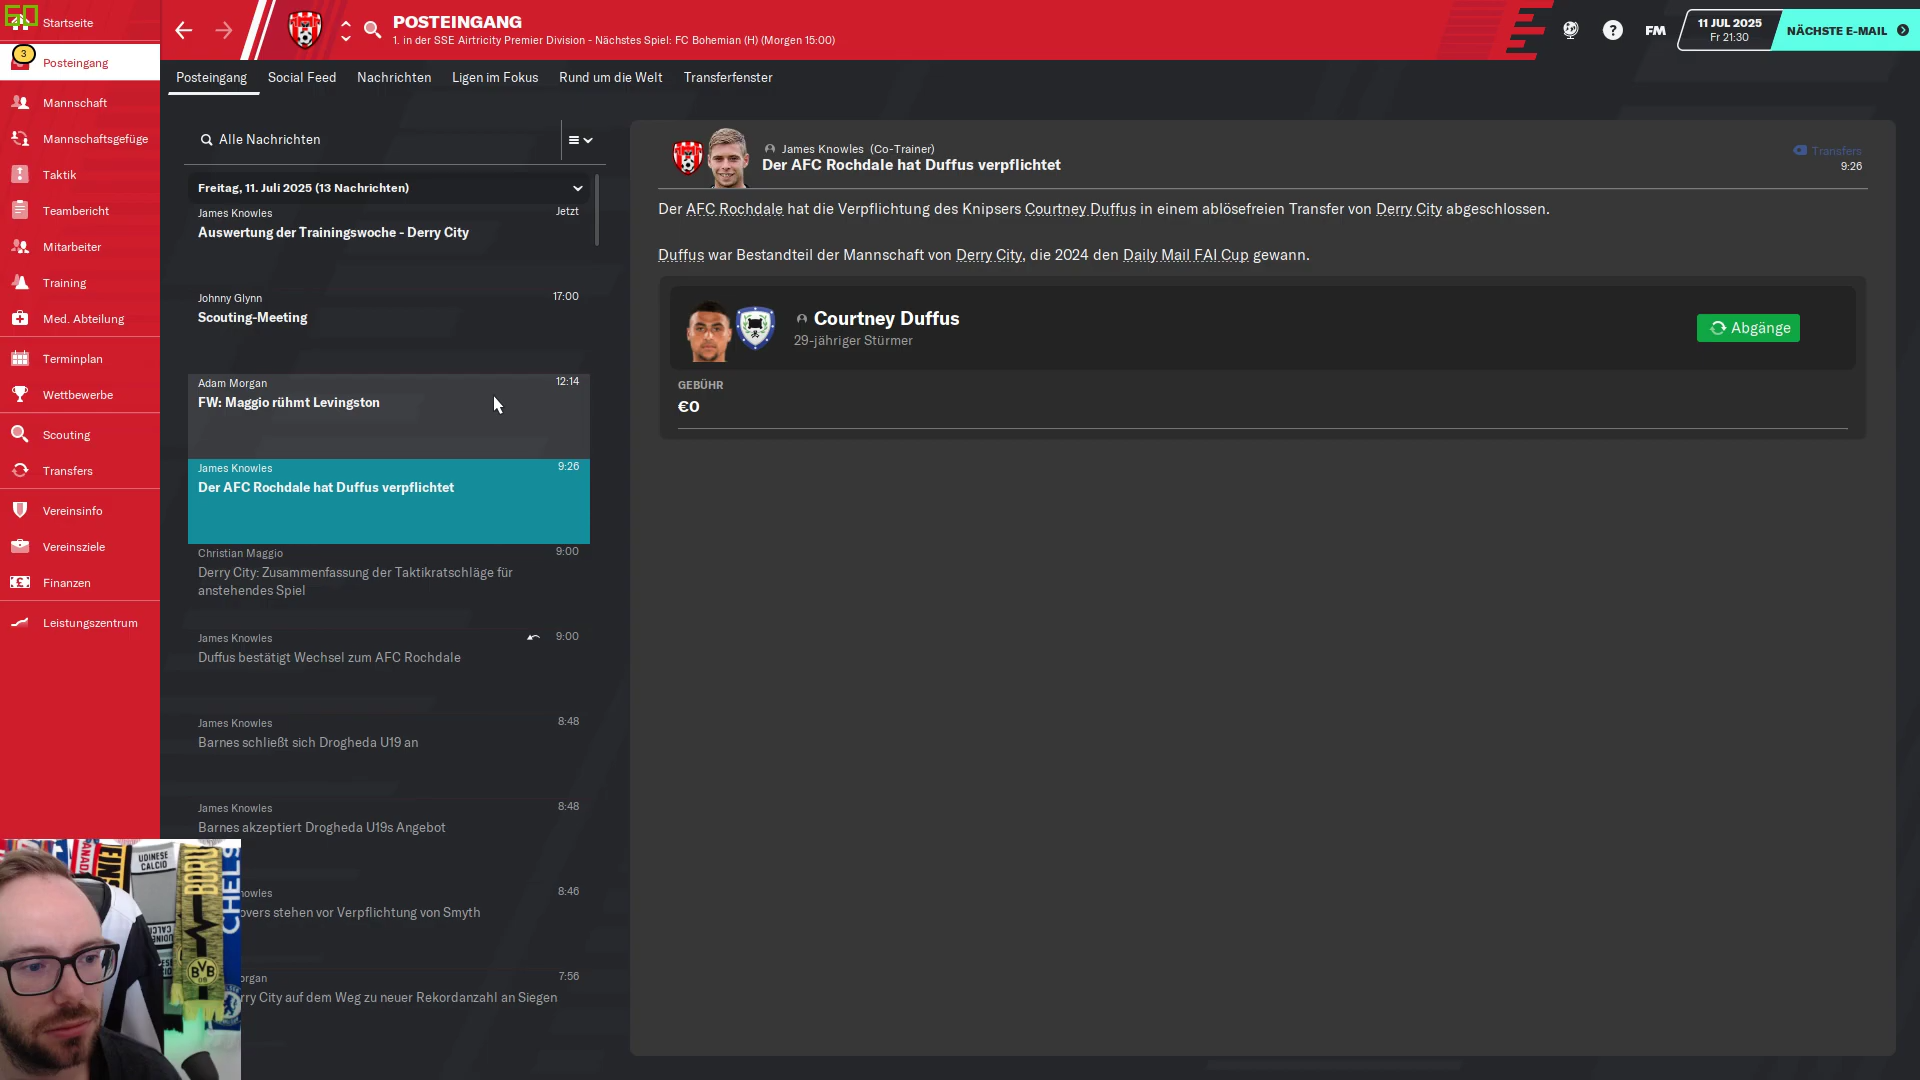 60
Startseite
3
Posteingang
Mannschaft
Mannschaftsgefüge
Taktik
Teambericht
Mitarbeiter
Training
Med. Abteilung
Terminplan
Wettbewerbe
Scouting
Transfers
Vereinsinfo
Vereinsziele
Finanzen
Leistungszentrum
POSTEINGANG
1. in der SSE Airtricity Premier Division - Nächstes Spiel: FC Bohemian (H) (Morgen 15:00)
?
FM
11 JUL 2025
Fr 21:30
NÄCHSTE E-MAIL
Posteingang
Social Feed
Nachrichten
Ligen im Fokus
Rund um die Welt
Transferfenster
Alle Nachrichten
Freitag, 11. Juli 2025 (13 Nachrichten)
James Knowles
Jetzt
Auswertung der Trainingswoche - Derry City
Johnny Glynn
17:00
Scouting-Meeting
Adam Morgan
12:14
FW: Maggio rühmt Levingston
James Knowles
9:26
Der AFC Rochdale hat Duffus verpflichtet
Christian Maggio
9:00
Derry City: Zusammenfassung der Taktikratschläge für
anstehendes Spiel
James Knowles
9:00
Duffus bestätigt Wechsel zum AFC Rochdale
James Knowles
8:48
Barnes schließt sich Drogheda U19 an
James Knowles
8:48
Barnes akzeptiert Drogheda U19s Angebot
nowles
8:46
overs stehen vor Verpflichtung von Smyth
organ
7:56
rry City auf dem Weg zu neuer Rekordanzahl an Siegen
James Knowles (Co-Trainer)
Der AFC Rochdale hat Duffus verpflichtet
Transfers
9:26
Der AFC Rochdale hat die Verpflichtung des Knipsers Courtney Duffus in einem ablösefreien Transfer von Derry City abgeschlossen.
Duffus war Bestandteil der Mannschaft von Derry City, die 2024 den Daily Mail FAI Cup gewann.
Courtney Duffus
29-jähriger Stürmer
Abgänge
GEBÜHR
€0
UDINESE
CALCIO
BORU
CHELS
BVB